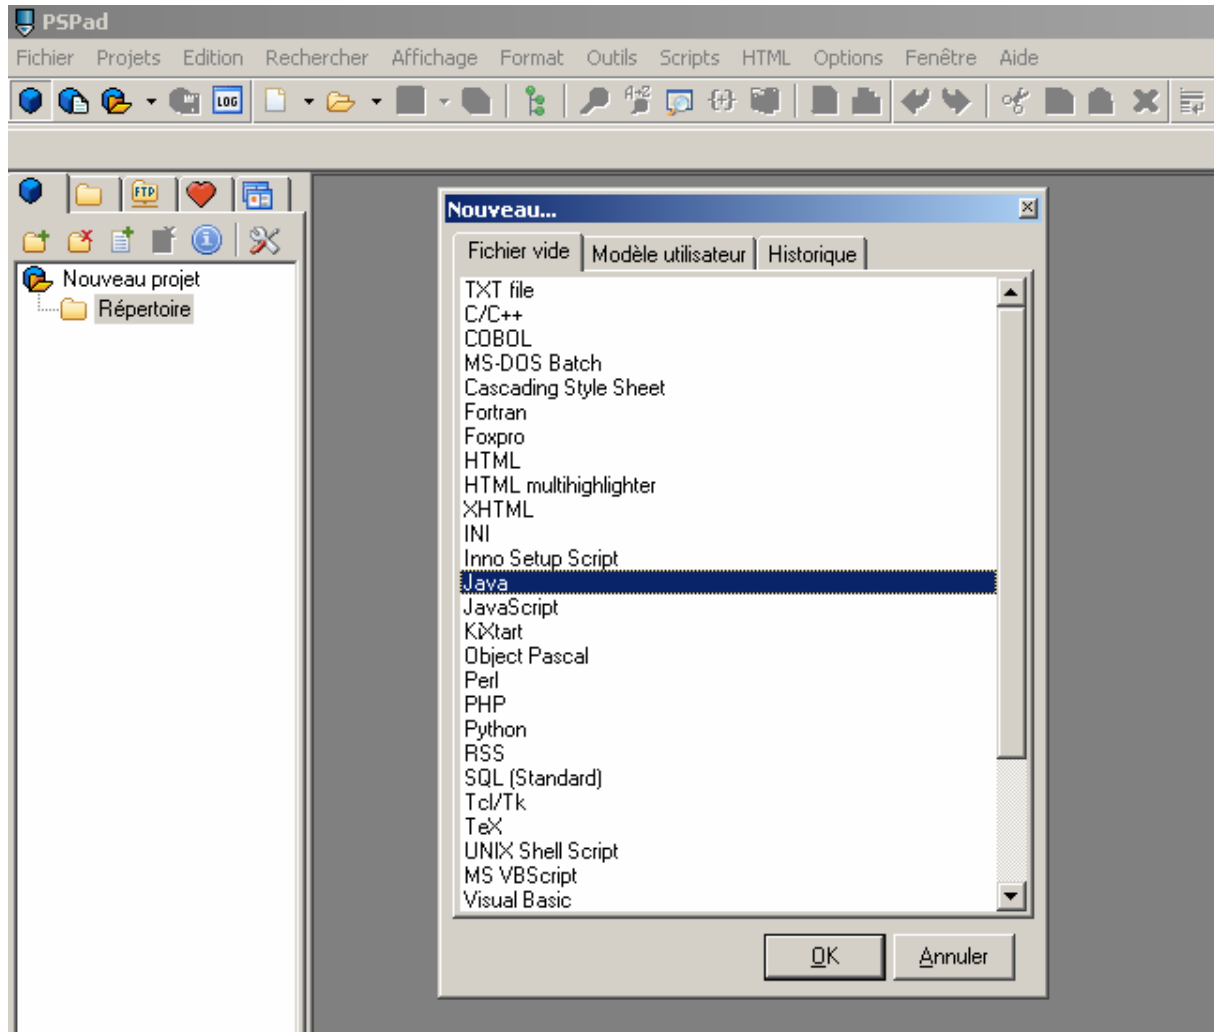 PSPad
Fichier Projets Edition Rechercher Affichage Format Outils Scripts HTML Options Fenêtre Aide
LOG
A+Z
FTP
Nouveau projet
Répertoire
Nouveau...
Fichier vide Modèle utilisateur Historique
TXT file
C/C++
COBOL
MS-DOS Batch
Cascading Style Sheet
Fortran
Foxpro
HTML
HTML multihighlighter
XHTML
INI
Inno Setup Script
Java
JavaScript
KiXtart
Object Pascal
Perl
PHP
Python
RSS
SQL (Standard)
Tcl/Tk
TeX
UNIX Shell Script
MS VBScript
Visual Basic
OK Annuler